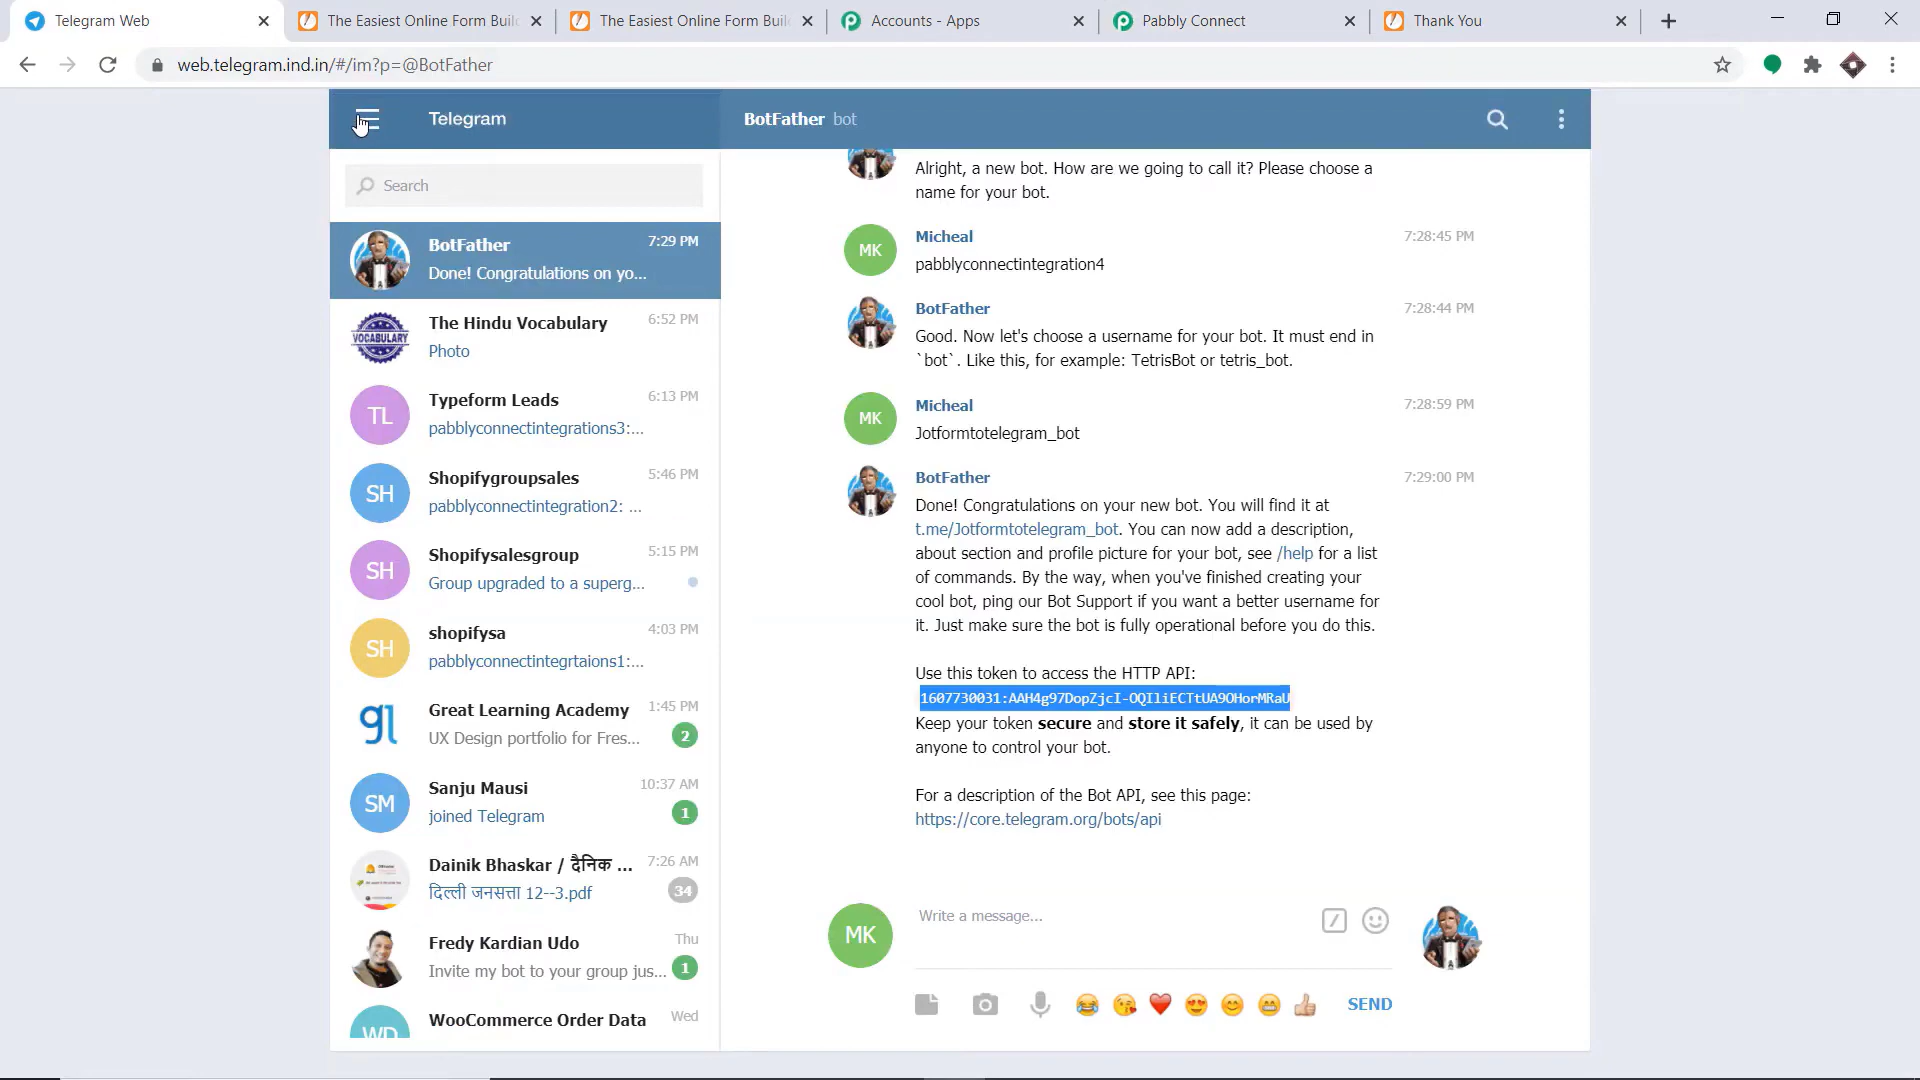 Telegram Web
The Easiest Online Form Buil
The Easiest Online Form Buil
Accounts - Apps
Pabbly Connect
Thank You
web.telegram.ind.in/#/im?p=@BotFather
Telegram
BotFather bot
Search
BotFather 7:29 PM
Done! Congratulations on yo...
The Hindu Vocabulary 6:52 PM
VOCABULARY
Photo
TL
Typeform Leads 6:13 PM
pabblyconnectintegrations3:...
SH
Shopifygroupsales 5:46 PM
pabblyconnectintegration2: ...
SH
Shopifysalesgroup 5:15 PM
Group upgraded to a superg...
SH
shopifysa 4:03 PM
pabblyconnectintegrtaions1:...
gl
Great Learning Academy 1:45 PM
UX Design portfolio for Fres... 2
SM
Sanju Mausi 10:37 AM
joined Telegram 1
Dainik Bhaskar / दैनिक ... 7:26 AM
दिल्ली जनसत्ता 12--3.pdf 34
Fredy Kardian Udo Thu
Invite my bot to your group jus... 1
WD
WooCommerce Order Data Wed
Alright, a new bot. How are we going to call it? Please choose a
name for your bot.
MK
Micheal 7:28:45 PM
pabblyconnectintegration4
BotFather 7:28:44 PM
Good. Now let's choose a username for your bot. It must end in
`bot`. Like this, for example: TetrisBot or tetris_bot.
MK
Micheal 7:28:59 PM
Jotformtotelegram_bot
BotFather 7:29:00 PM
Done! Congratulations on your new bot. You will find it at
t.me/Jotformtotelegram_bot. You can now add a description,
about section and profile picture for your bot, see /help for a list
of commands. By the way, when you've finished creating your
cool bot, ping our Bot Support if you want a better username for
it. Just make sure the bot is fully operational before you do this.
Use this token to access the HTTP API:
1607730031:AAH4g97DopZjcI-OQIliECTtUA9OHorMRaU
Keep your token secure and store it safely, it can be used by
anyone to control your bot.
For a description of the Bot API, see this page:
https://core.telegram.org/bots/api
MK
Write a message...
SEND